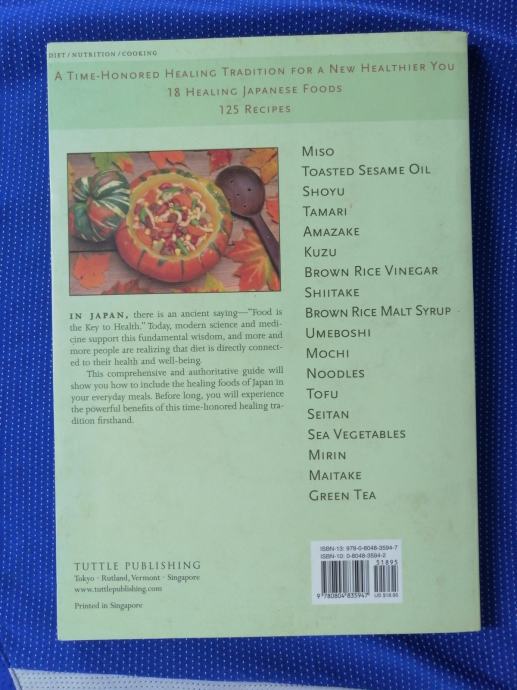 DIET / NUTRITION / COOKING
A TIME-HONORED HEALING TRADITION FOR A NEW HEALTHIER YOU
18 HEALING JAPANESE FOODS
125 RECIPES
IN JAPAN, there is an ancient saying—"Food is
the Key to Health." Today, modern science and medi-
cine support this fundamental wisdom, and more and
more people are realizing that diet is directly connect-
ed to their health and well-being.
This comprehensive and authoritative guide will
show you how to include the healing foods of Japan in
your everyday meals. Before long, you will experience
the powerful benefits of this time-honored healing tra-
dition firsthand.
MISO
TOASTED SESAME OIL
SHOYU
TAMARI
AMAZAKE
KUZU
BROWN RICE VINEGAR
SHIITAKE
BROWN RICE MALT SYRUP
UMEBOSHI
MOCHI
NOODLES
TOFU
SEITAN
SEA VEGETABLES
MIRIN
MAITAKE
GREEN TEA
TUTTLE PUBLISHING
Tokyo · Rutland, Vermont · Singapore
www.tuttlepublishing.com
Printed in Singapore
ISBN-13: 978-0-8048-3594-7
ISBN-10: 0-8048-3594-2
51895
9 780804 835947
US $18.95